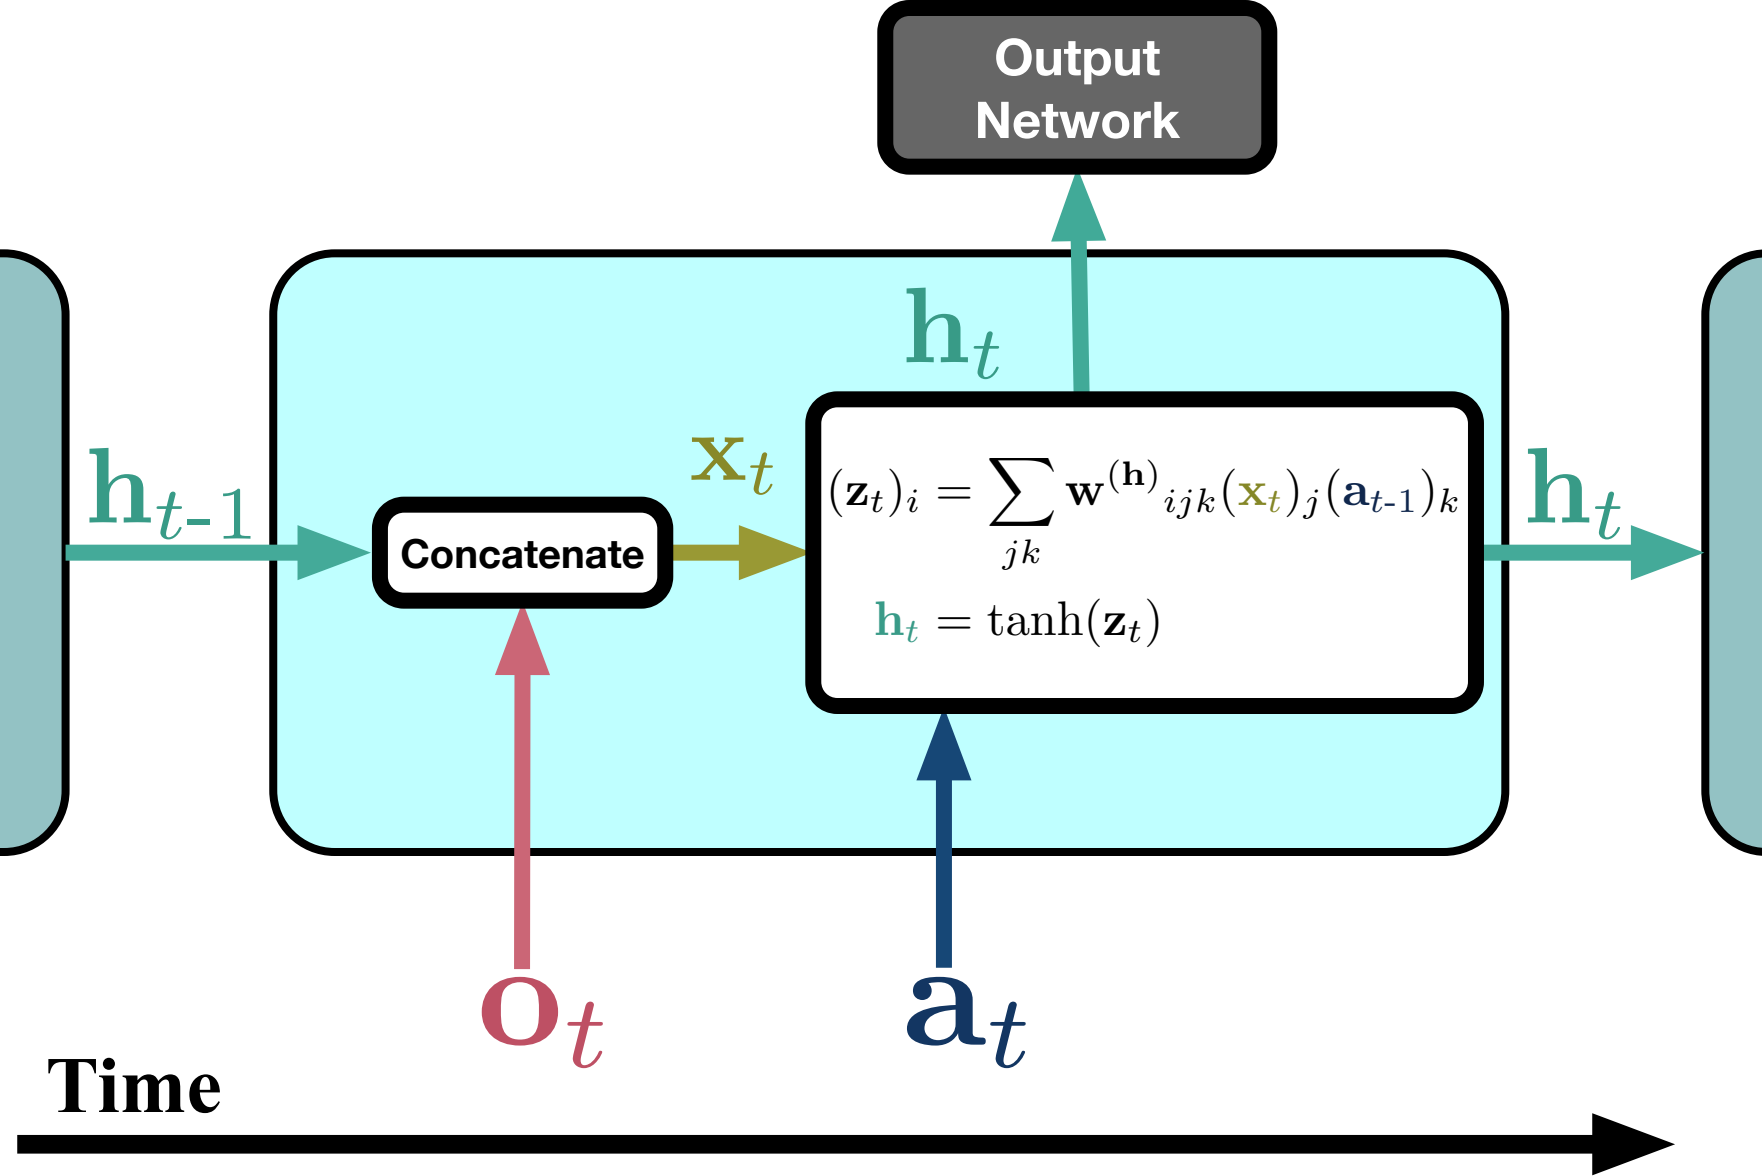 Output
Network
h_t
h_{t-1}
x_t
h_t
Concatenate
(z_t)_i = ∑_{jk} w^{(h)}_{ijk}(x_t)_j(a_{t-1})_k
h_t = tanh(z_t)
o_t
a_t
Time